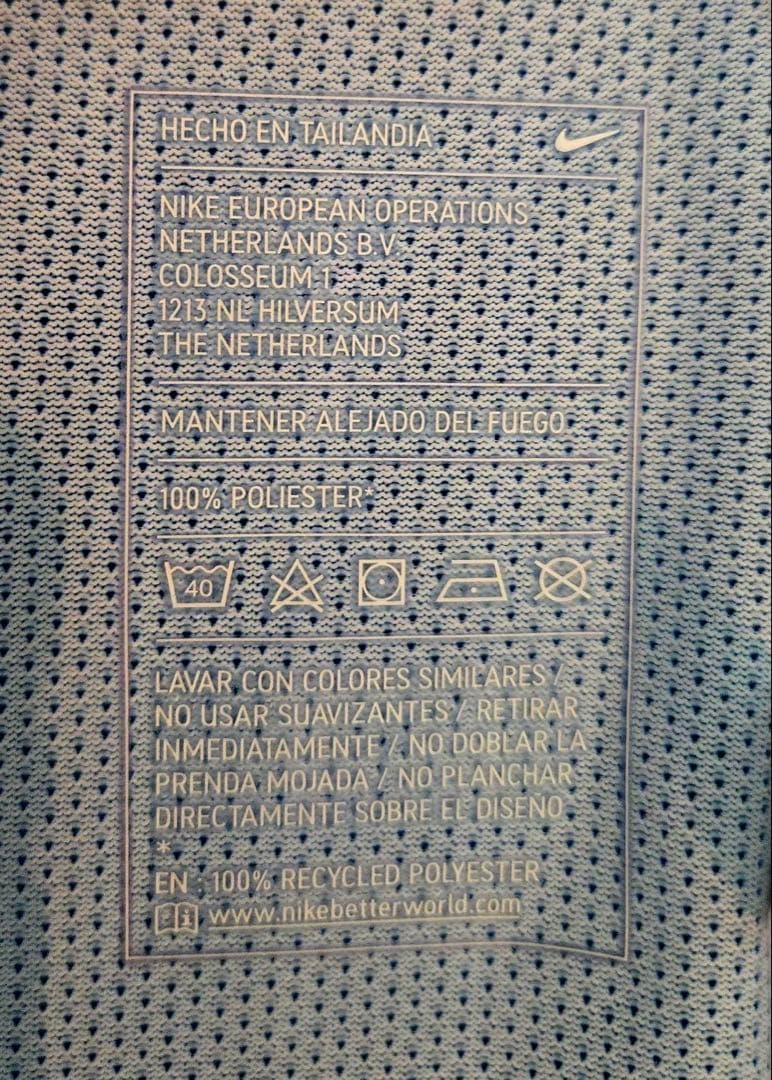 HECHO EN TAILANDIA
NIKE EUROPEAN OPERATIONS
NETHERLANDS B.V.
COLOSSEUM 1
1213 NL HILVERSUM
THE NETHERLANDS
MANTENER ALEJADO DEL FUEGO
100% POLIESTER*
40
LAVAR CON COLORES SIMILARES /
NO USAR SUAVIZANTES / RETIRAR
INMEDIATAMENTE / NO DOBLAR LA
PRENDA MOJADA / NO PLANCHAR
DIRECTAMENTE SOBRE EL DISENO
*
EN : 100% RECYCLED POLYESTER
www.nikebetterworld.com